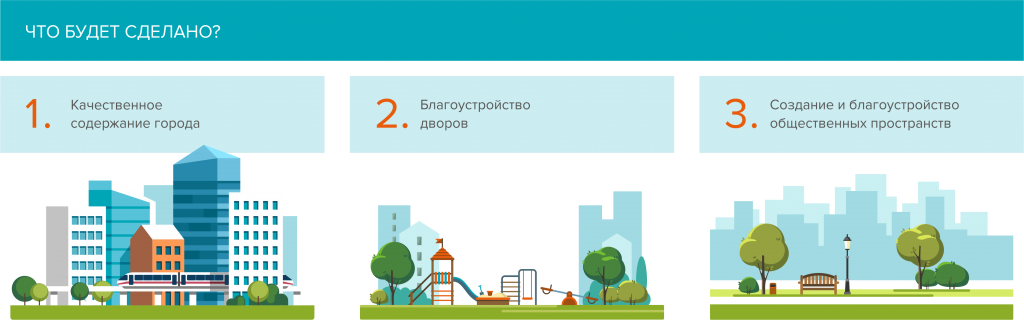 ЧТО БУДЕТ СДЕЛАНО?
1. Качественное
содержание города
2. Благоустройство
дворов
3. Создание и благоустройство
общественных пространств